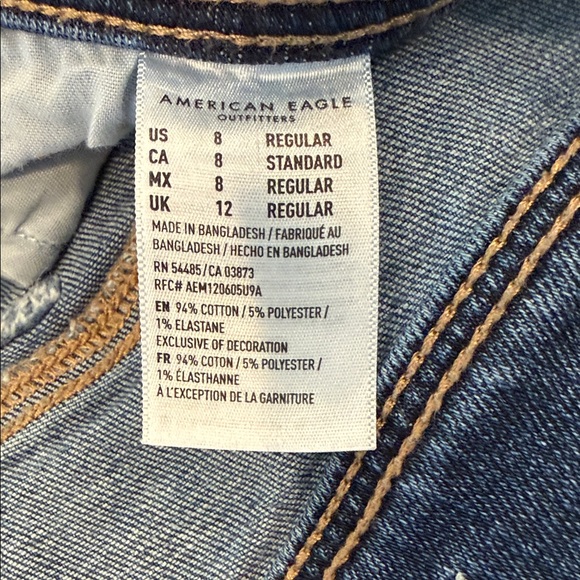 AMERICAN EAGLE
OUTFITTERS
US 8 REGULAR
CA 8 STANDARD
MX 8 REGULAR
UK 12 REGULAR
MADE IN BANGLADESH / FABRIQUÉ AU
BANGLADESH / HECHO EN BANGLADESH
RN 54485/CA 03873
RFC# AEM120605U9A
EN 94% COTTON / 5% POLYESTER /
1% ELASTANE
EXCLUSIVE OF DECORATION
FR 94% COTON / 5% POLYESTER /
1% ÉLASTHANNE
À L'EXCEPTION DE LA GARNITURE